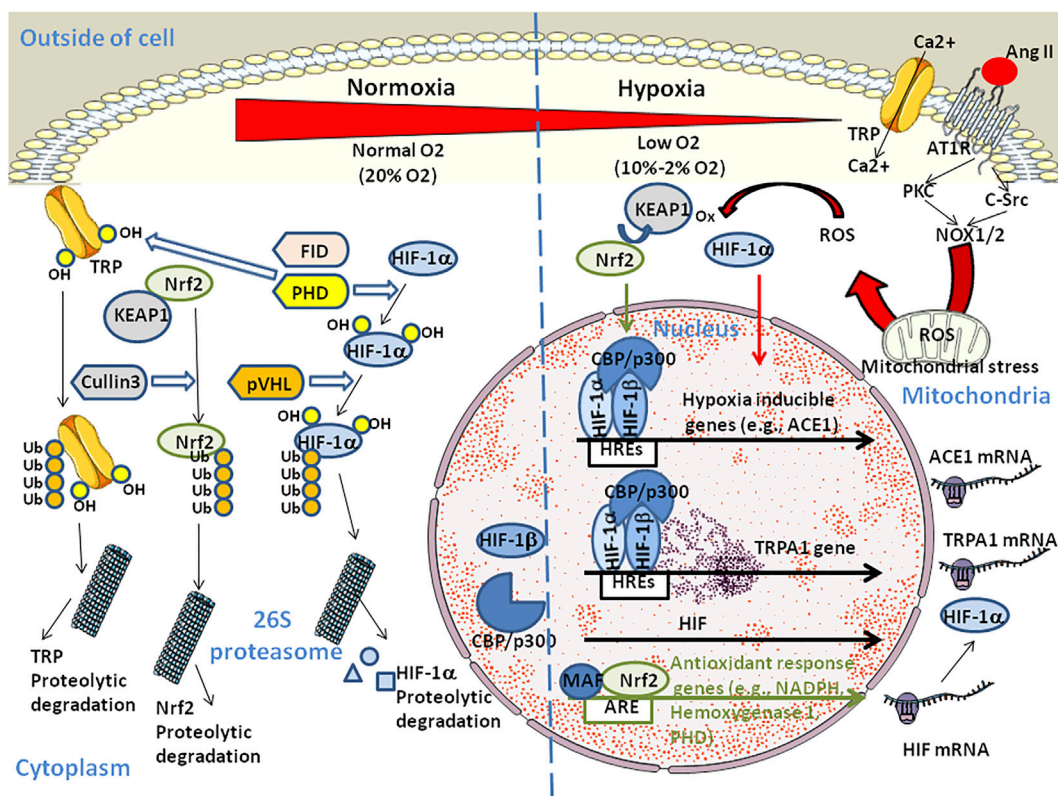 Outside of cell
Normoxia
Hypoxia
Normal O2
(20% O2)
Low O2
(10%-2% O2)
Ca2+
Ang II
TRP
Ca2+
AT1R
PKC
C-Src
NOX1/2
KEAP1
Ox
ROS
Nrf2
HIF-1α
OH
OH
TRP
FID
PHD
HIF-1α
Nrf2
KEAP1
OH
OH
HIF-1α
Cullin3
pVHL
OH
OH
HIF-1α
Nrf2
Ub
Ub
Ub
Ub
OH
OH
Ub
Ub
Ub
Ub
Ub
Ub
Ub
Ub
26S
proteasome
TRP
Proteolytic
degradation
Nrf2
Proteolytic
degradation
HIF-1α
Proteolytic
degradation
Cytoplasm
ROS
Mitochondrial stress
Mitochondria
Nucleus
CBP/p300
HIF-1α
HIF-1β
HREs
Hypoxia inducible
genes (e.g., ACE1)
CBP/p300
HIF-1α
HIF-1β
HREs
TRPA1 gene
HIF-1β
CBP/p300
HIF
MAF
Nrf2
ARE
Antioxidant response
genes (e.g., NADPH,
Hemoxygenase 1,
PHD)
ACE1 mRNA
TRPA1 mRNA
HIF-1α
HIF mRNA